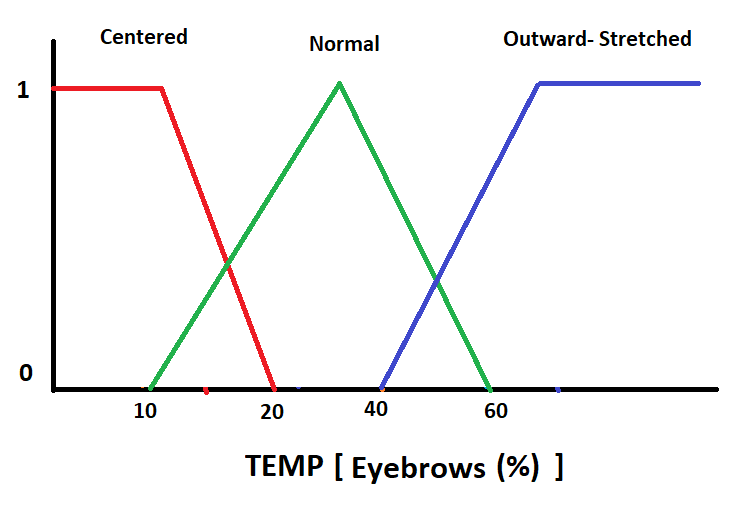 Centered
Normal
Outward- Stretched
1
0
10
20
40
60
TEMP [ Eyebrows (%) ]